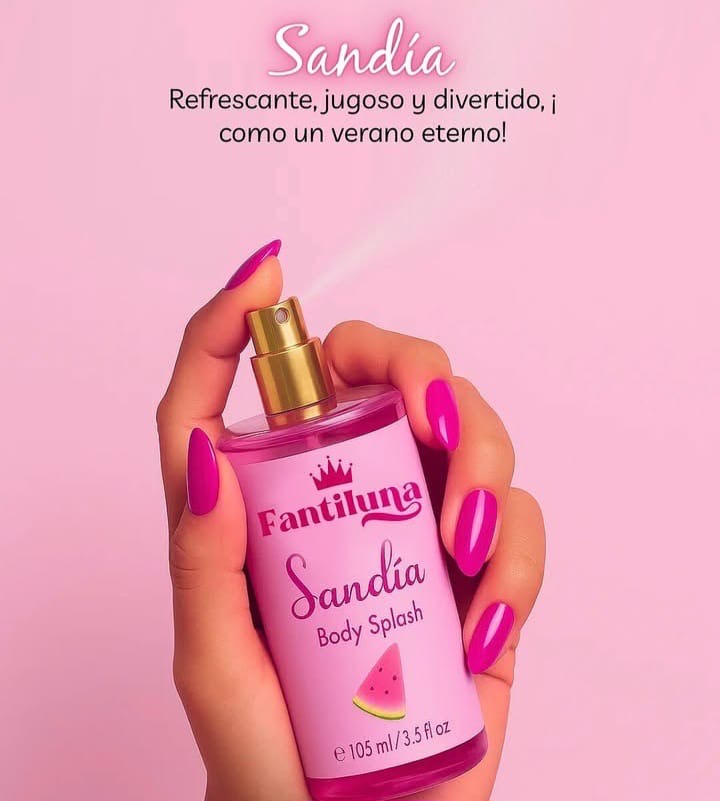 Sandía
Refrescante, jugoso y divertido, ¡
como un verano eterno!
Fantiluna
Sandía
Body Splash
℮ 105 ml/3.5 fl oz